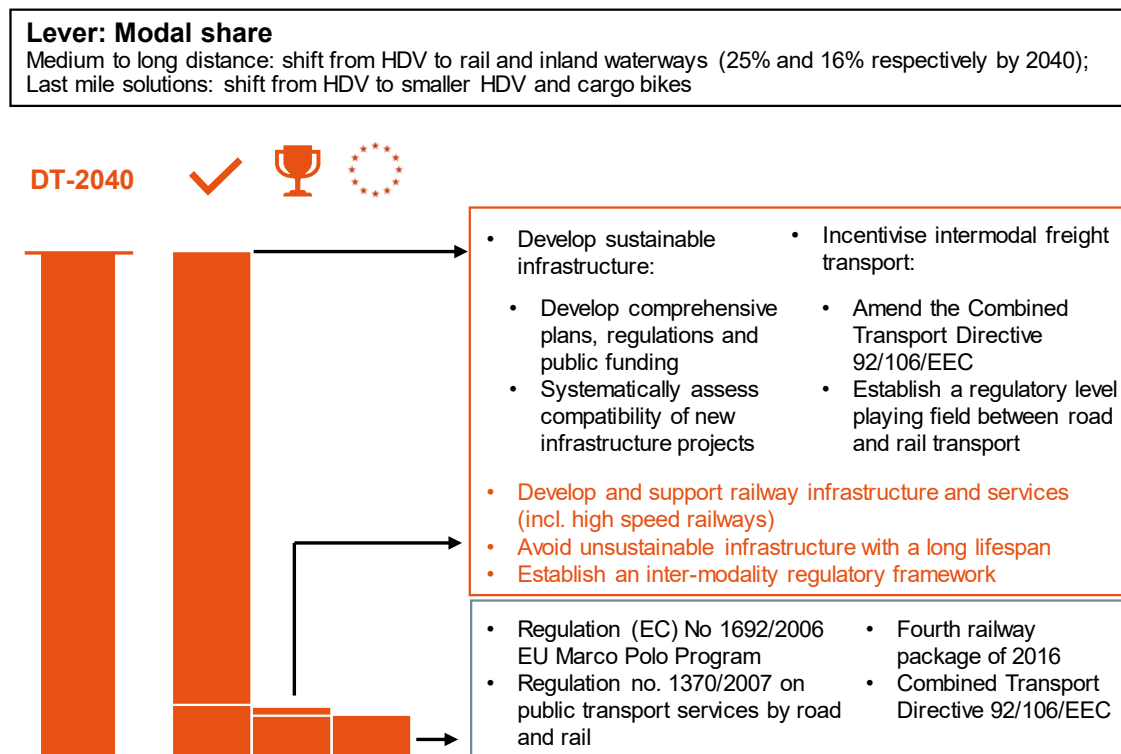 Lever: Modal share
Medium to long distance: shift from HDV to rail and inland waterways (25% and 16% respectively by 2040);
Last mile solutions: shift from HDV to smaller HDV and cargo bikes
DT-2040
• Develop sustainable
infrastructure:
• Develop comprehensive
plans, regulations and
public funding
• Systematically assess
compatibility of new
infrastructure projects
• Incentivise intermodal freight
transport:
• Amend the Combined
Transport Directive
92/106/EEC
• Establish a regulatory level
playing field between road
and rail transport
• Develop and support railway infrastructure and services
(incl. high speed railways)
• Avoid unsustainable infrastructure with a long lifespan
• Establish an inter-modality regulatory framework
• Regulation (EC) No 1692/2006
EU Marco Polo Program
• Regulation no. 1370/2007 on
public transport services by road
and rail
• Fourth railway
package of 2016
• Combined Transport
Directive 92/106/EEC